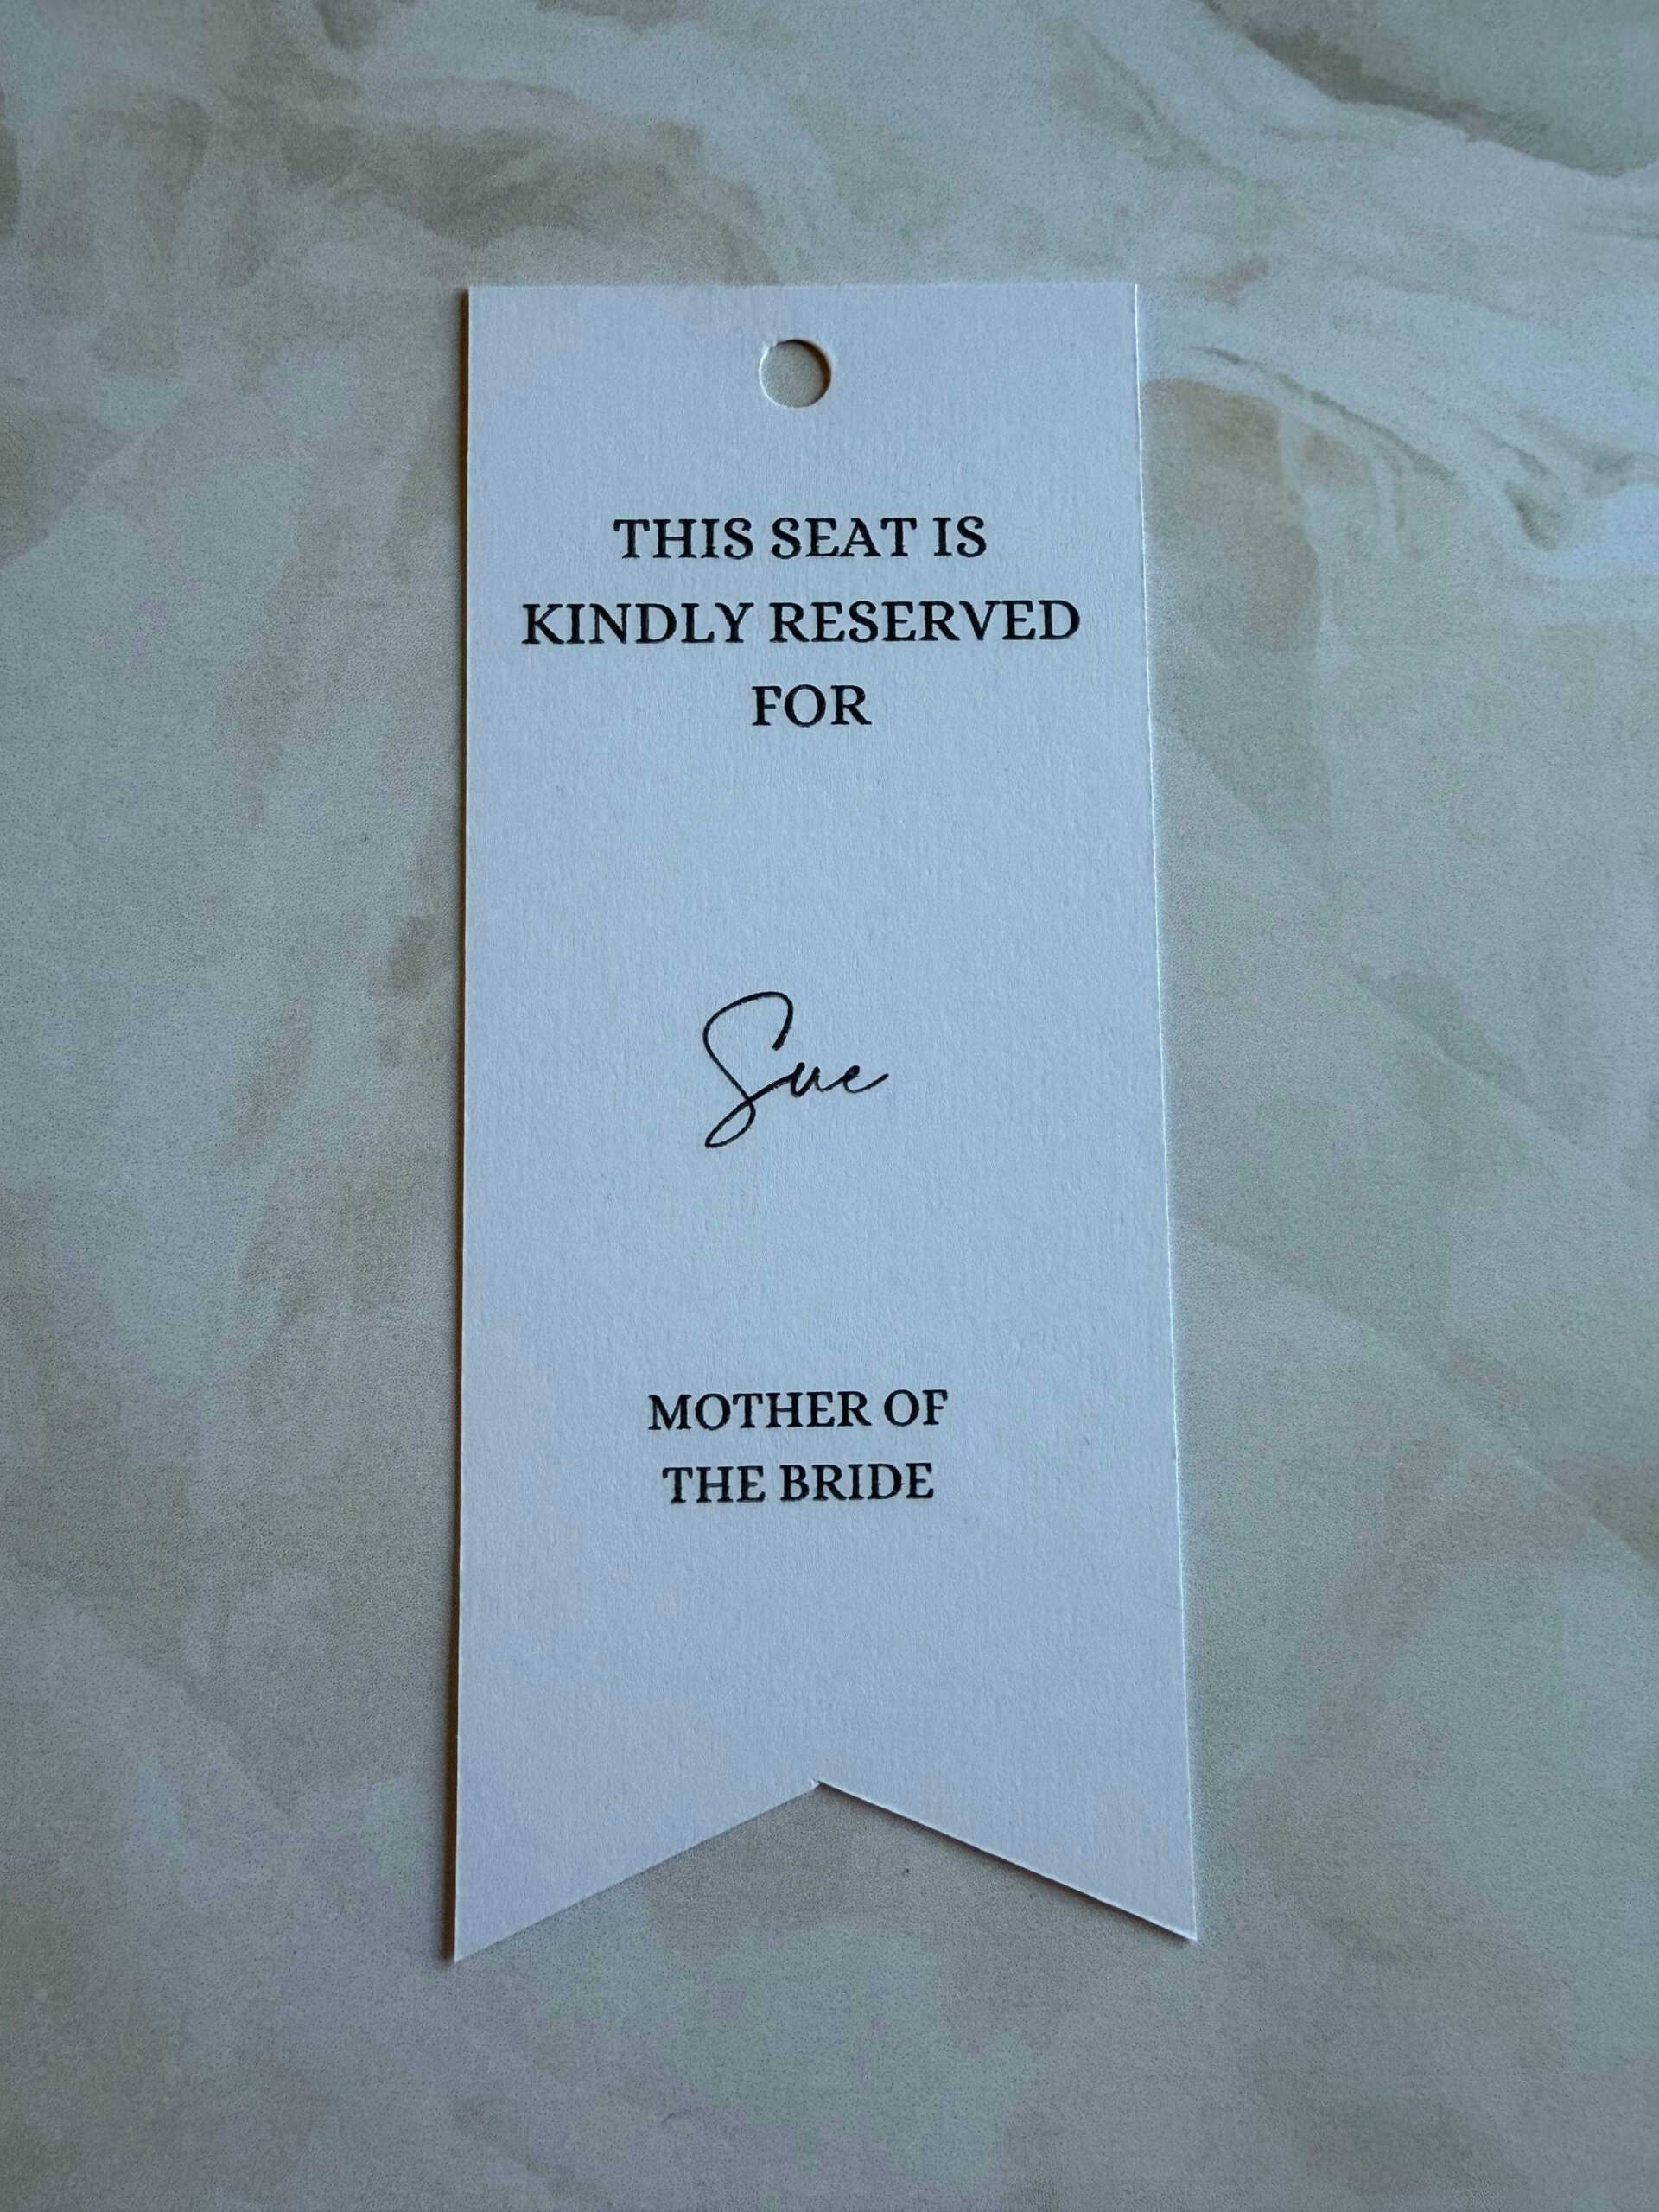 THIS SEAT IS
KINDLY RESERVED
FOR
Sue
MOTHER OF
THE BRIDE